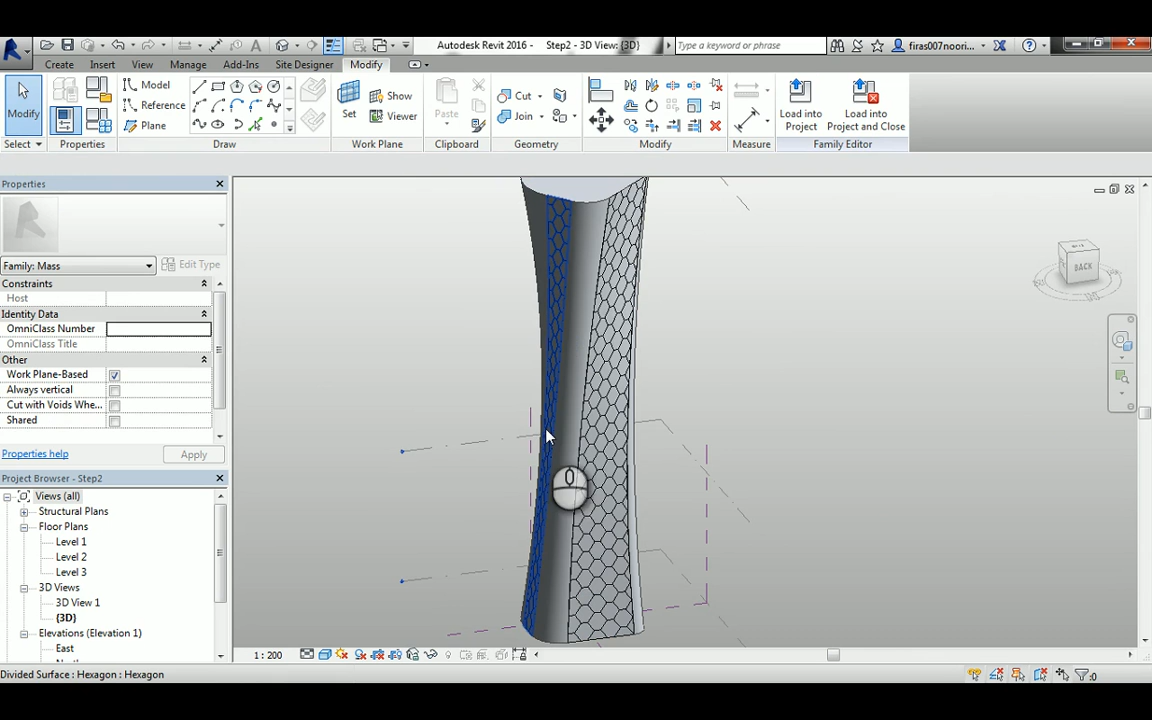 Autodesk Revit 2016 - Step2 - 3D View: {3D}
Type a keyword or phrase
firas007noori...
Create Insert View Manage Add-Ins Site Designer Modify
Modify
Model
Reference
Plane
Set
Show
Viewer
Paste
Cut
Join
Load into Project
Load into Project and Close
Select Properties Draw Work Plane Clipboard Geometry Modify Measure Family Editor
Properties
Family: Mass
Edit Type
Constraints
Host
Identity Data
OmniClass Number
OmniClass Title
Other
Work Plane-Based
Always vertical
Cut with Voids Whe...
Shared
Properties help
Apply
Project Browser - Step2
Views (all)
Structural Plans
Floor Plans
Level 1
Level 2
Level 3
3D Views
3D View 1
{3D}
Elevations (Elevation 1)
East
BACK
1 : 200
Divided Surface : Hexagon : Hexagon
:0